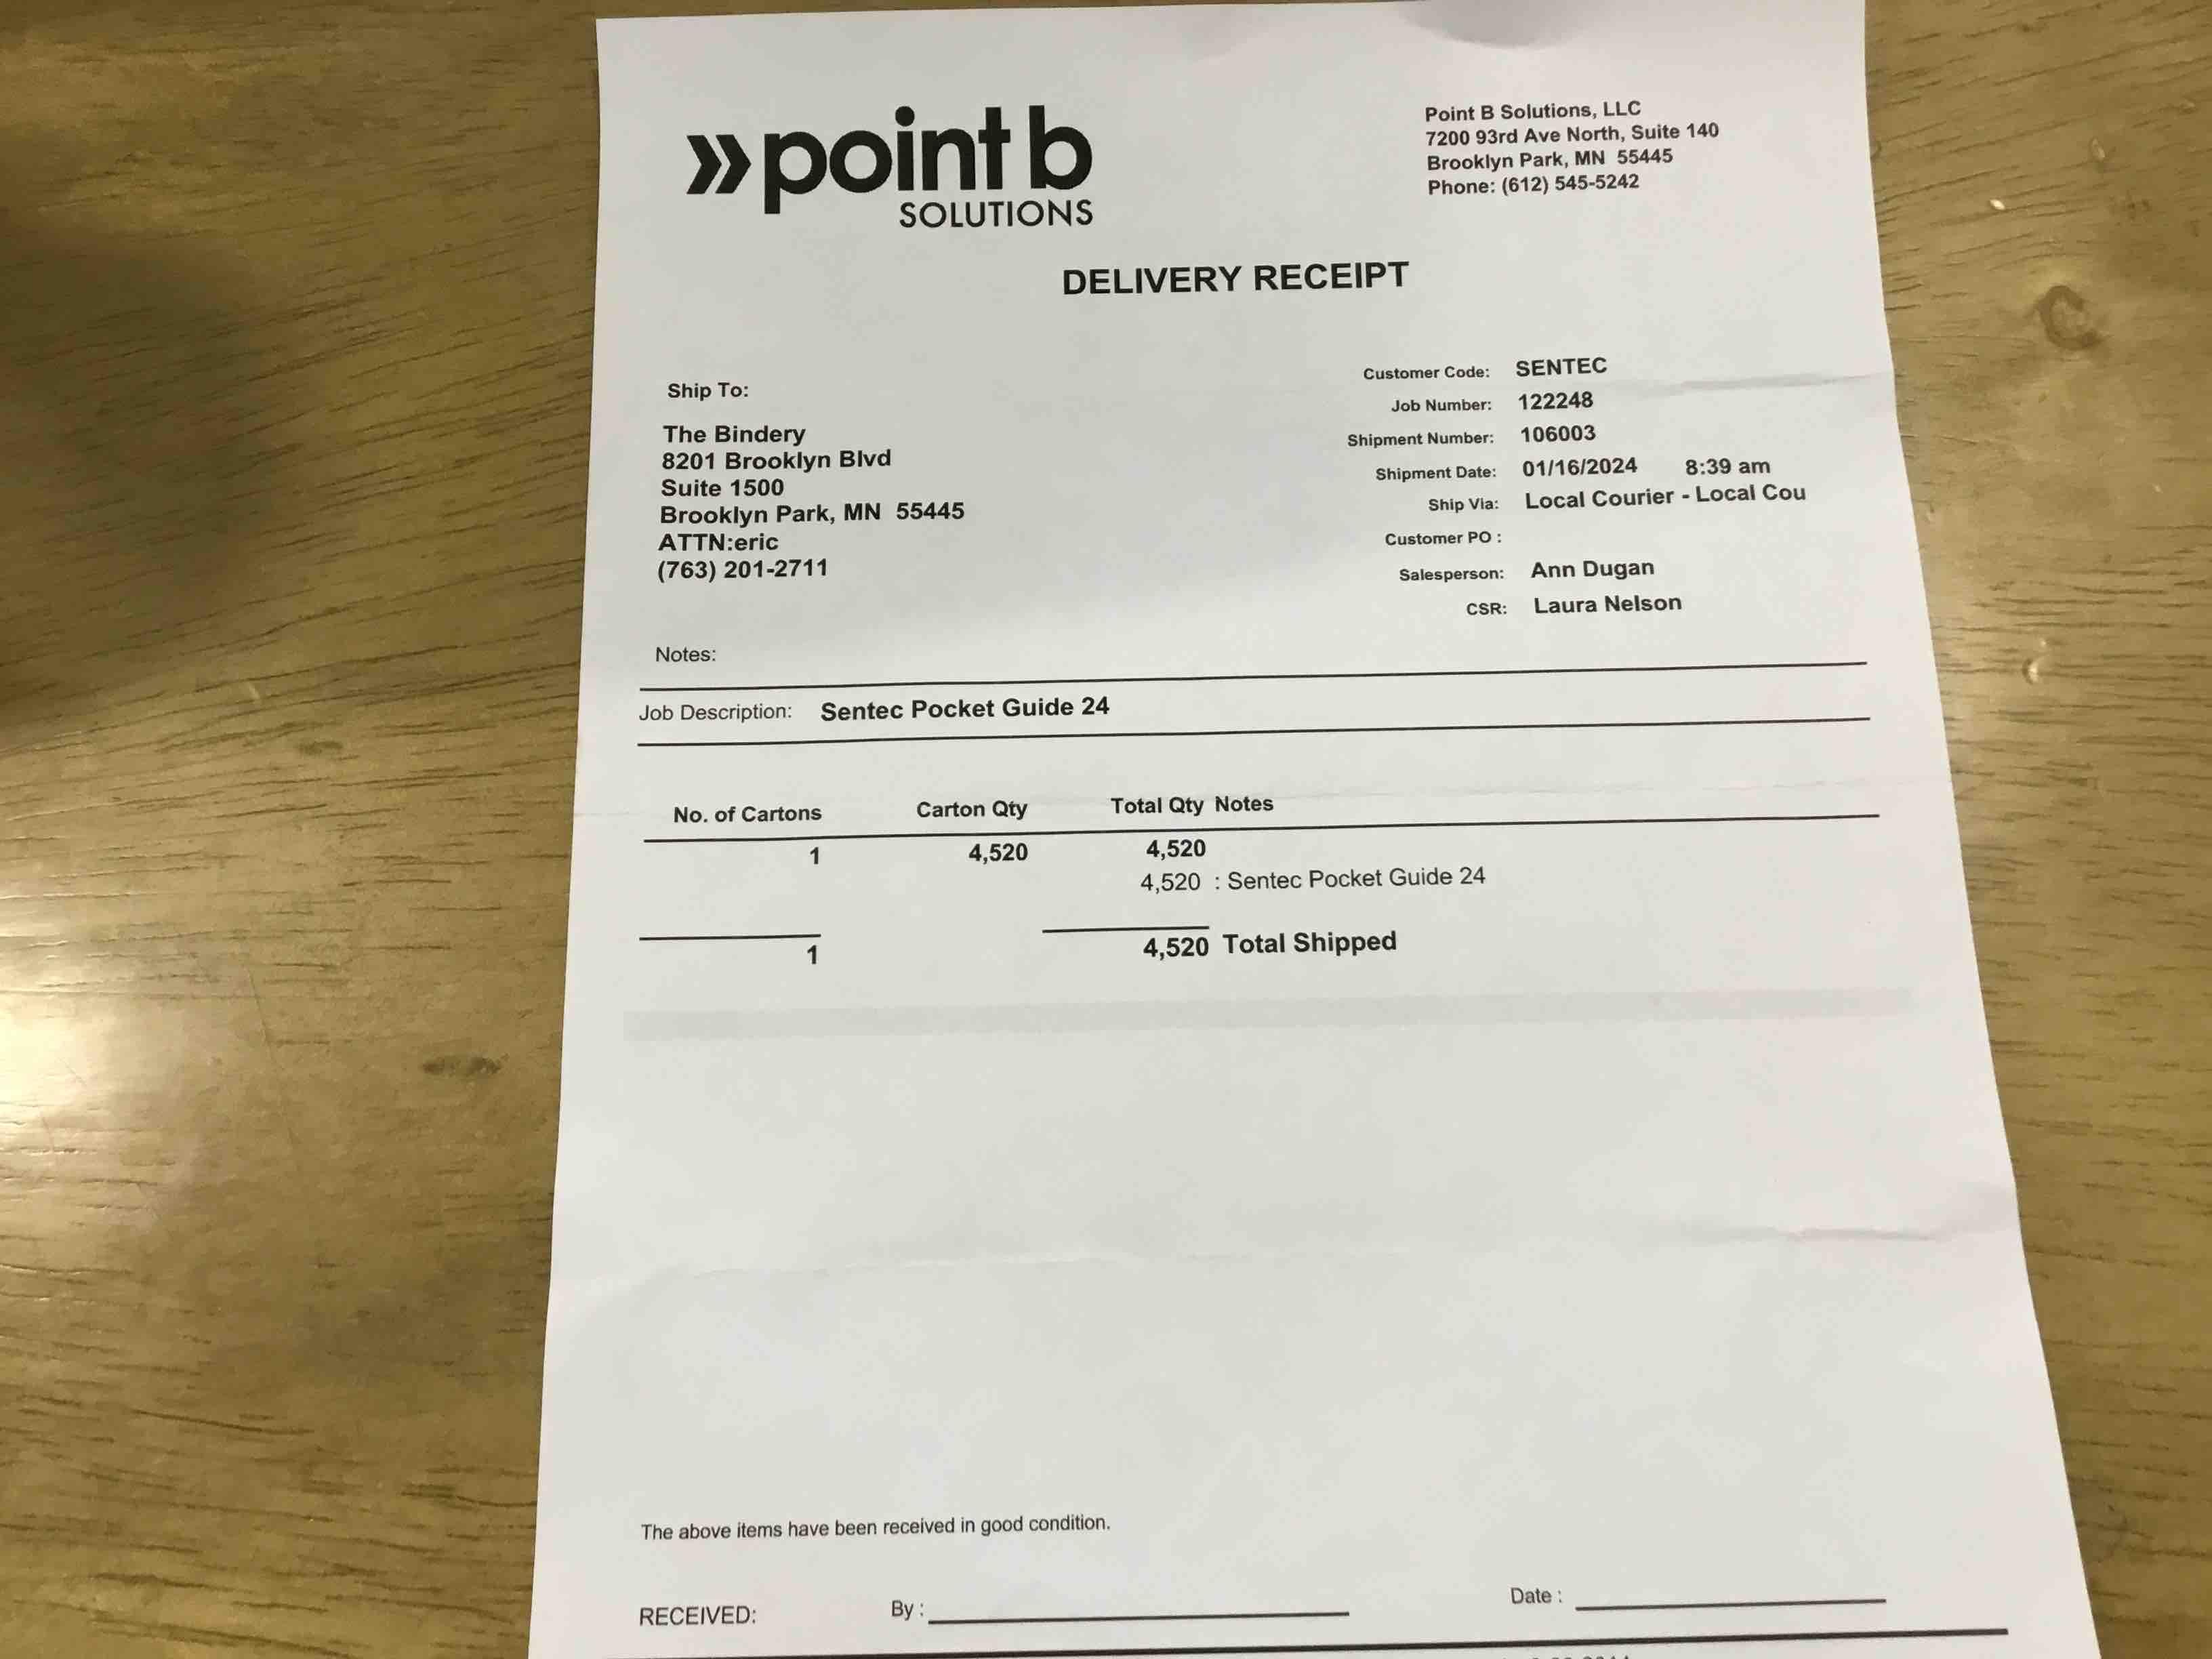 »point b
SOLUTIONS
Point B Solutions, LLC
7200 93rd Ave North, Suite 140
Brooklyn Park, MN 55445
Phone: (612) 545-5242
DELIVERY RECEIPT
Ship To:
The Bindery
8201 Brooklyn Blvd
Suite 1500
Brooklyn Park, MN 55445
ATTN:eric
(763) 201-2711
Customer Code: SENTEC
Job Number: 122248
Shipment Number: 106003
Shipment Date: 01/16/2024 8:39 am
Ship Via: Local Courier - Local Cou
Customer PO :
Salesperson: Ann Dugan
CSR: Laura Nelson
Notes:
Job Description: Sentec Pocket Guide 24
No. of Cartons Carton Qty Total Qty Notes
1 4,520 4,520
4,520 : Sentec Pocket Guide 24
1 4,520 Total Shipped
The above items have been received in good condition.
RECEIVED: By : Date :